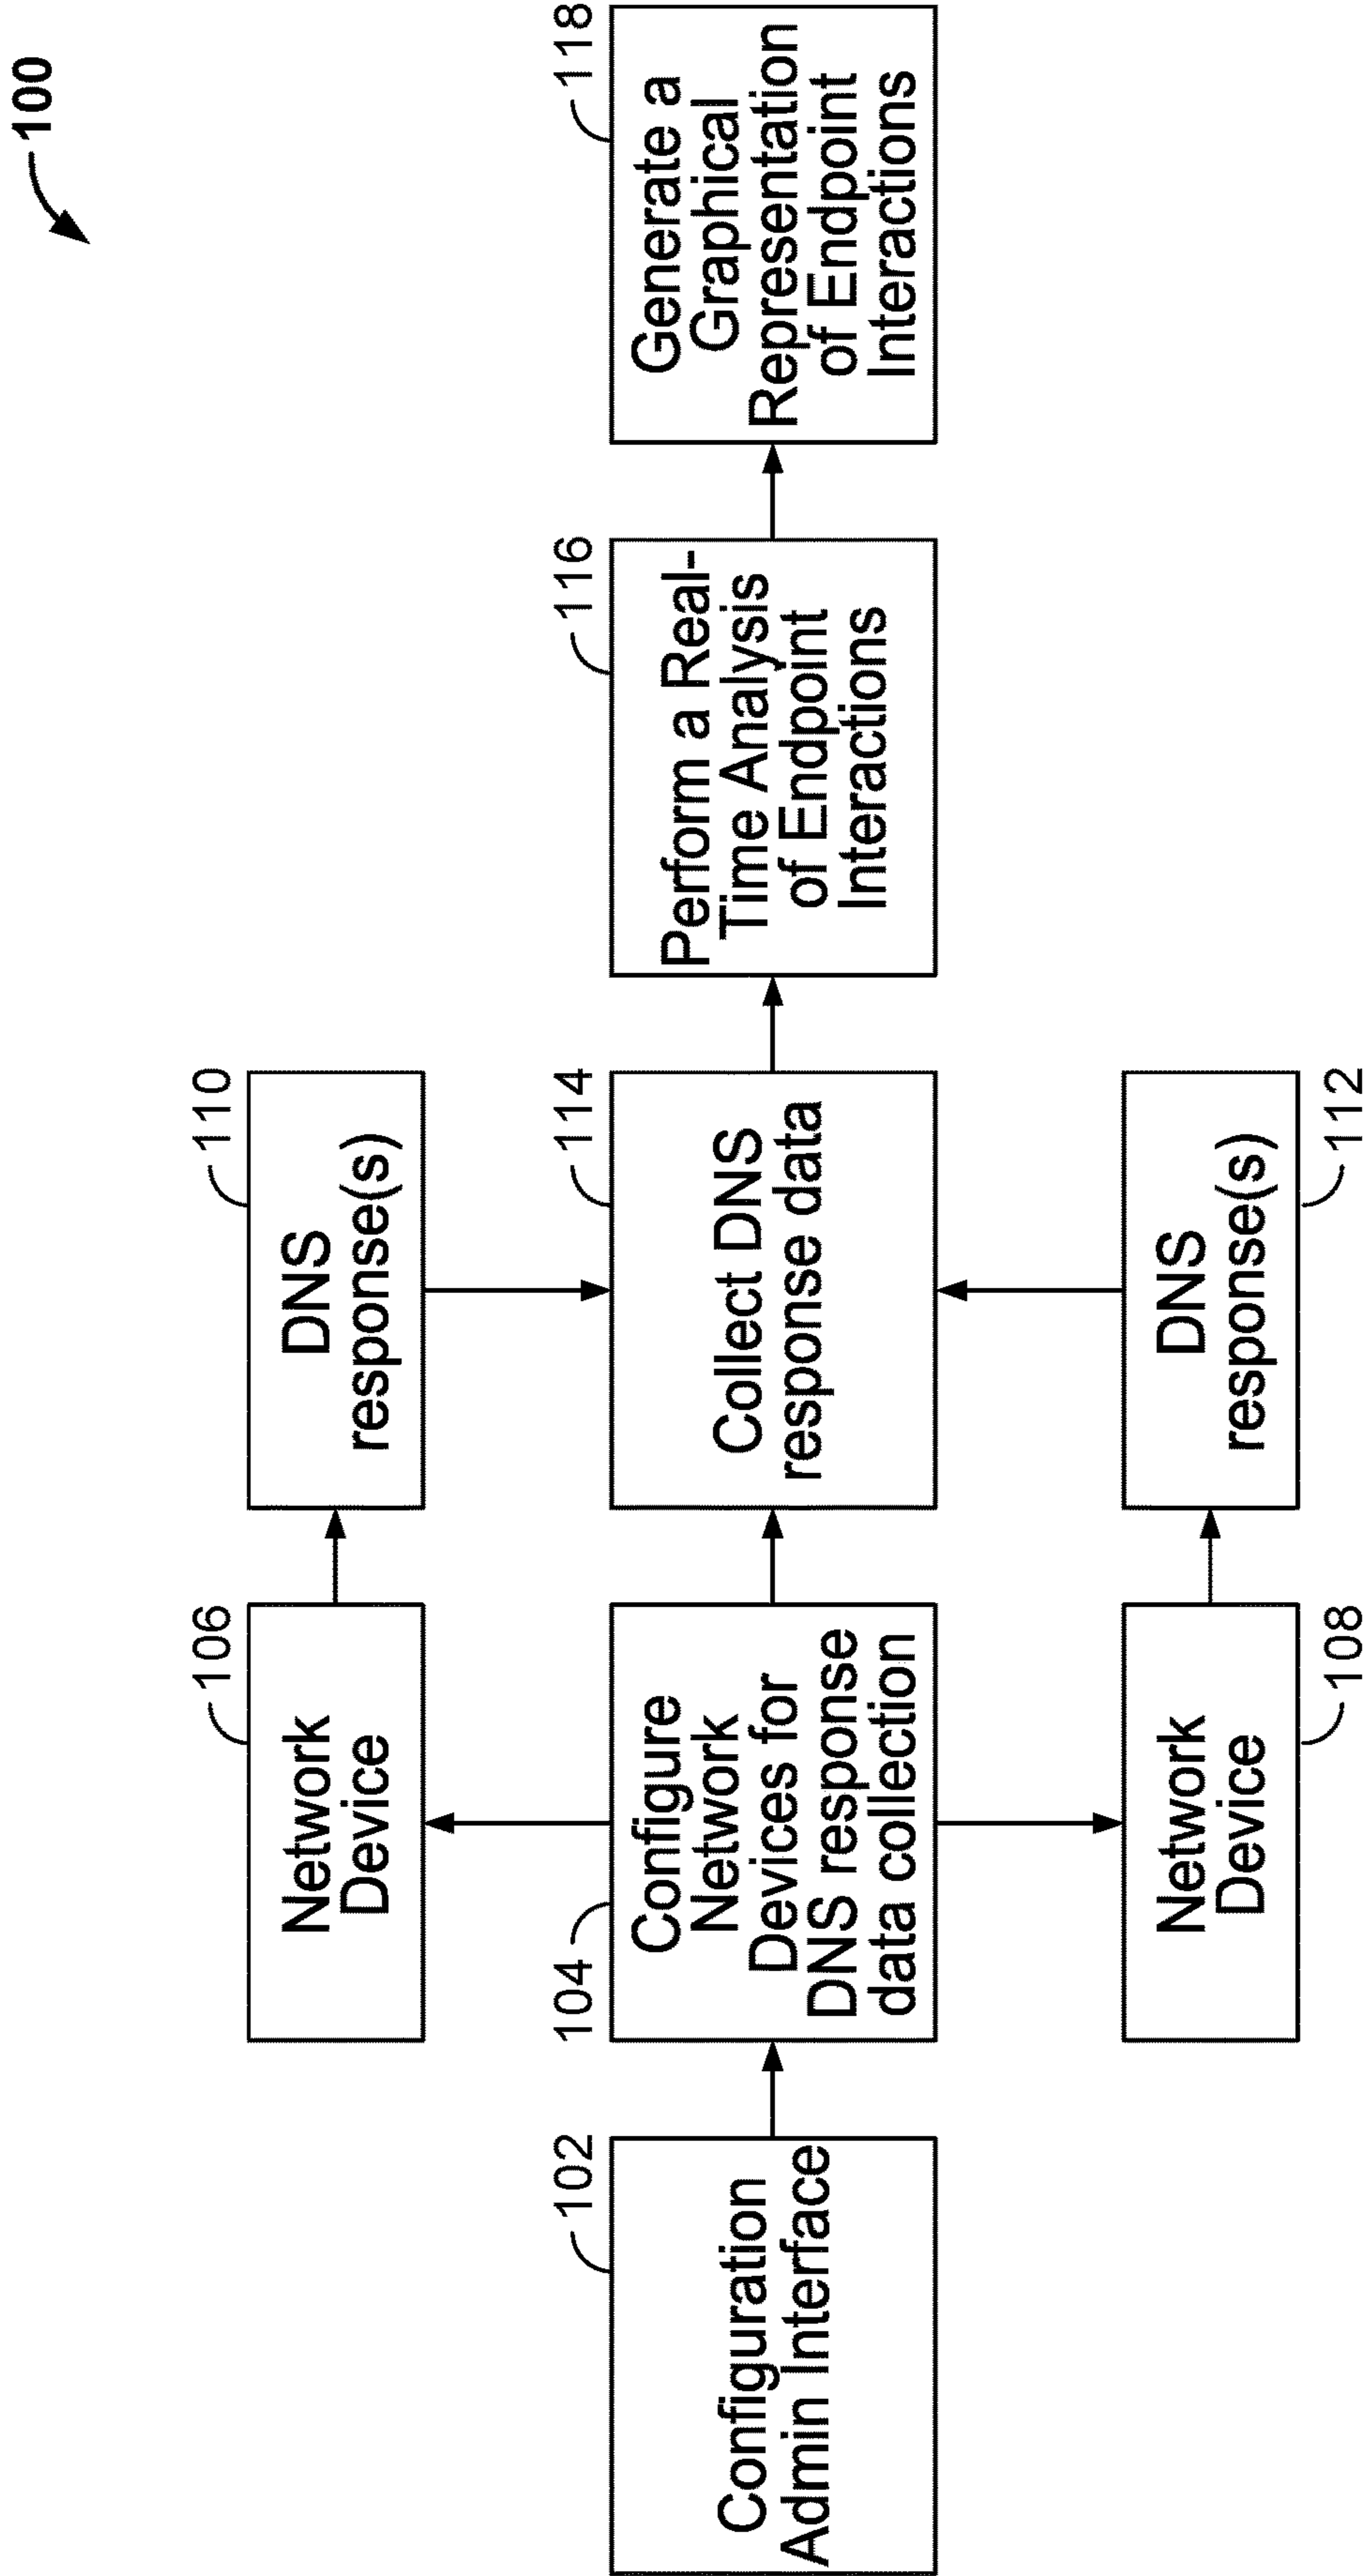 100
102
Configuration
Admin Interface
104
Configure
Network
Devices for
DNS response
data collection
106
Network
Device
108
Network
Device
110
DNS
response(s)
112
DNS
response(s)
114
Collect DNS
response data
116
Perform a Real-
Time Analysis
of Endpoint
Interactions
118
Generate a
Graphical
Representation
of Endpoint
Interactions